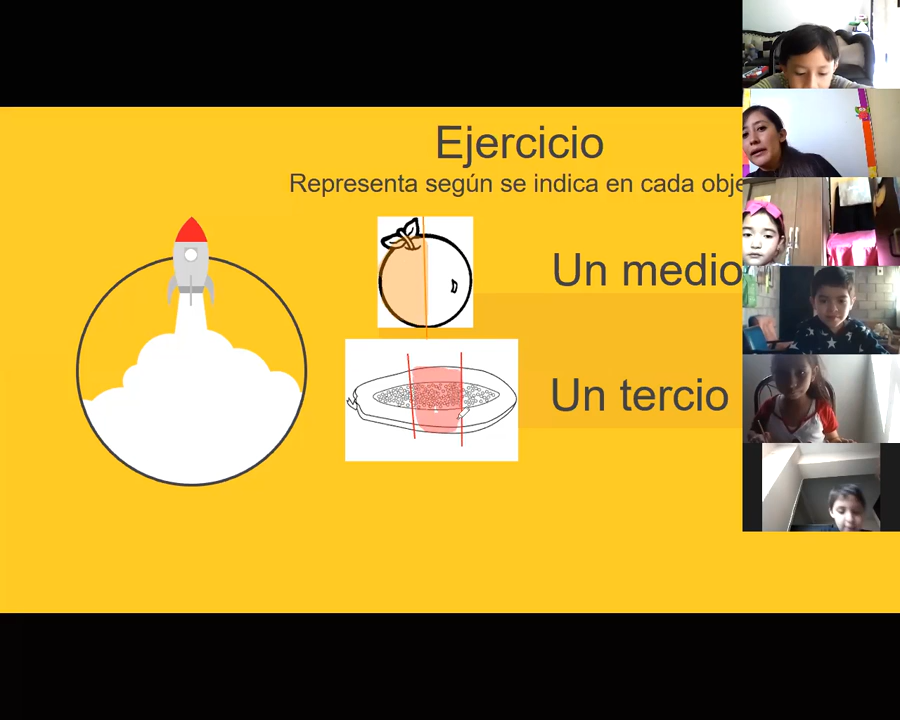 Ejercicio
Representa según se indica en cada obje
Un medio
Un tercio